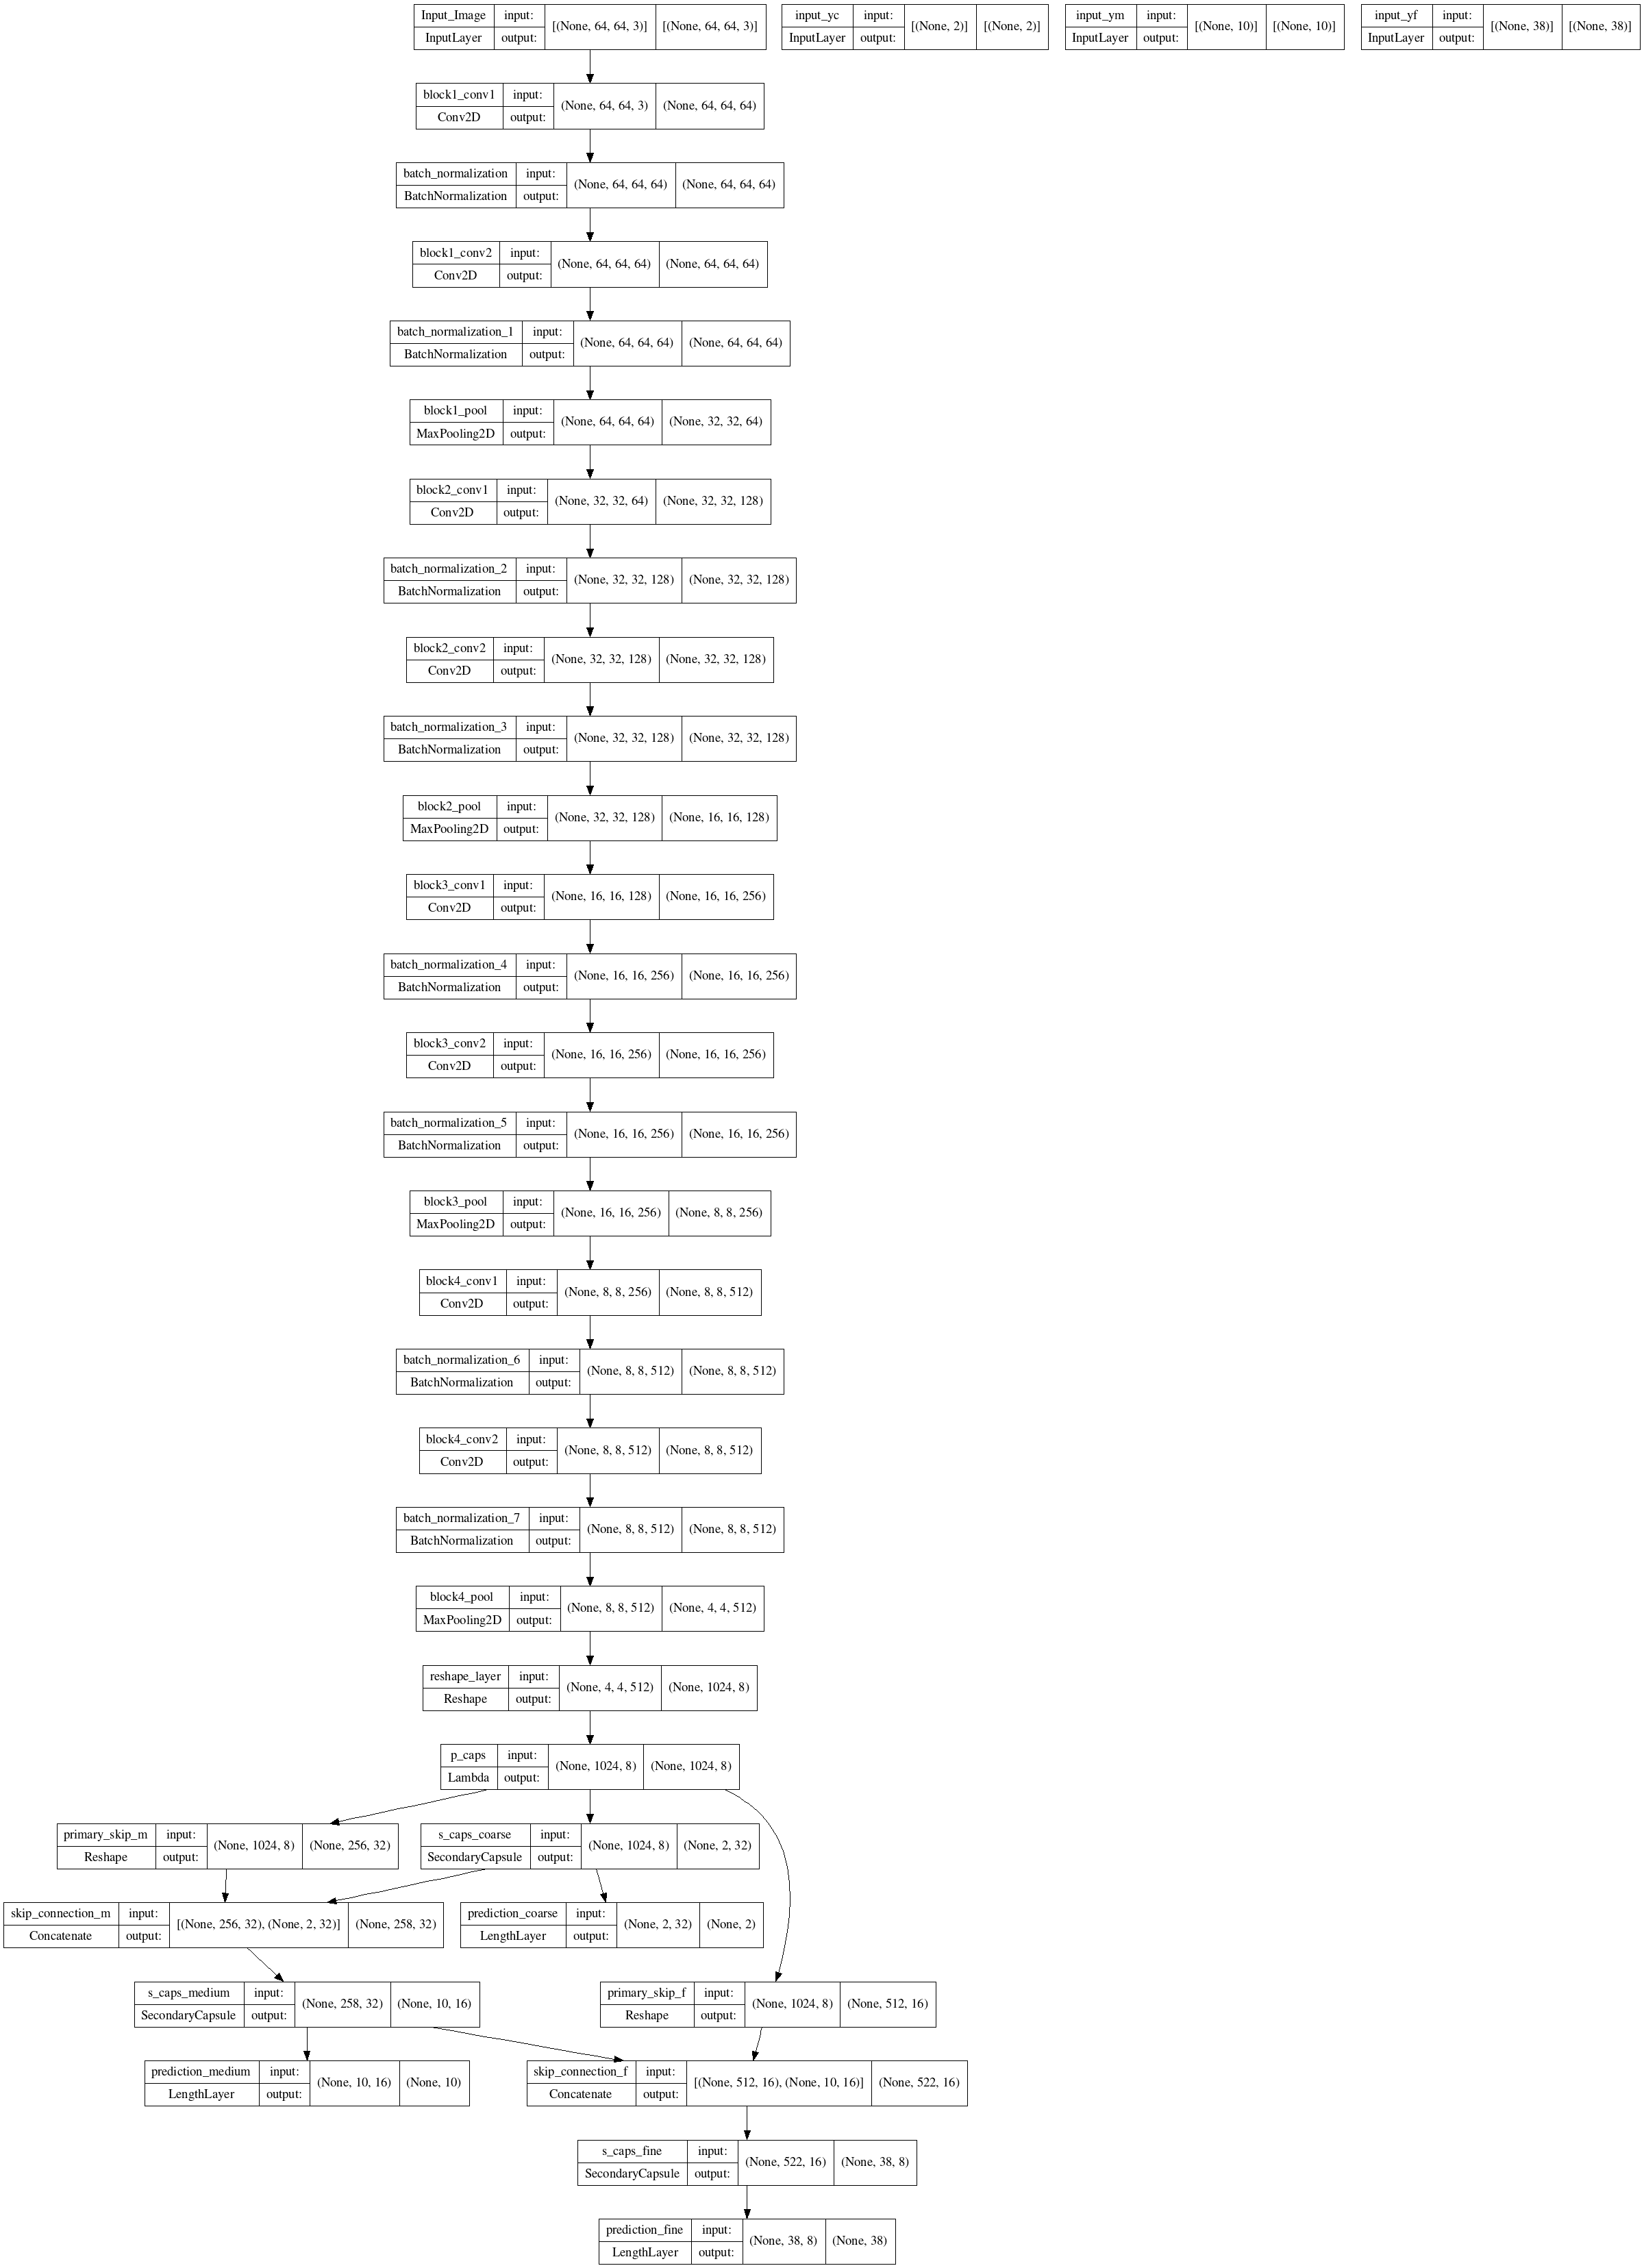 Input_Image input: [(None, 64, 64, 3)] [(None, 64, 64, 3)]
InputLayer output:
input_yc input: [(None, 2)] [(None, 2)]
InputLayer output:
input_ym input: [(None, 10)] [(None, 10)]
InputLayer output:
input_yf input: [(None, 38)] [(None, 38)]
InputLayer output:
block1_conv1 input: (None, 64, 64, 3) (None, 64, 64, 64)
Conv2D output:
batch_normalization input: (None, 64, 64, 64) (None, 64, 64, 64)
BatchNormalization output:
block1_conv2 input: (None, 64, 64, 64) (None, 64, 64, 64)
Conv2D output:
batch_normalization_1 input: (None, 64, 64, 64) (None, 64, 64, 64)
BatchNormalization output:
block1_pool input: (None, 64, 64, 64) (None, 32, 32, 64)
MaxPooling2D output:
block2_conv1 input: (None, 32, 32, 64) (None, 32, 32, 128)
Conv2D output:
batch_normalization_2 input: (None, 32, 32, 128) (None, 32, 32, 128)
BatchNormalization output:
block2_conv2 input: (None, 32, 32, 128) (None, 32, 32, 128)
Conv2D output:
batch_normalization_3 input: (None, 32, 32, 128) (None, 32, 32, 128)
BatchNormalization output:
block2_pool input: (None, 32, 32, 128) (None, 16, 16, 128)
MaxPooling2D output:
block3_conv1 input: (None, 16, 16, 128) (None, 16, 16, 256)
Conv2D output:
batch_normalization_4 input: (None, 16, 16, 256) (None, 16, 16, 256)
BatchNormalization output:
block3_conv2 input: (None, 16, 16, 256) (None, 16, 16, 256)
Conv2D output:
batch_normalization_5 input: (None, 16, 16, 256) (None, 16, 16, 256)
BatchNormalization output:
block3_pool input: (None, 16, 16, 256) (None, 8, 8, 256)
MaxPooling2D output:
block4_conv1 input: (None, 8, 8, 256) (None, 8, 8, 512)
Conv2D output:
batch_normalization_6 input: (None, 8, 8, 512) (None, 8, 8, 512)
BatchNormalization output:
block4_conv2 input: (None, 8, 8, 512) (None, 8, 8, 512)
Conv2D output:
batch_normalization_7 input: (None, 8, 8, 512) (None, 8, 8, 512)
BatchNormalization output:
block4_pool input: (None, 8, 8, 512) (None, 4, 4, 512)
MaxPooling2D output:
reshape_layer input: (None, 4, 4, 512) (None, 1024, 8)
Reshape output:
p_caps input: (None, 1024, 8) (None, 1024, 8)
Lambda output:
primary_skip_m input: (None, 1024, 8) (None, 256, 32)
Reshape output:
s_caps_coarse input: (None, 1024, 8) (None, 2, 32)
SecondaryCapsule output:
skip_connection_m input: [(None, 256, 32), (None, 2, 32)] (None, 258, 32)
Concatenate output:
prediction_coarse input: (None, 2, 32) (None, 2)
LengthLayer output:
s_caps_medium input: (None, 258, 32) (None, 10, 16)
SecondaryCapsule output:
primary_skip_f input: (None, 1024, 8) (None, 512, 16)
Reshape output:
prediction_medium input: (None, 10, 16) (None, 10)
LengthLayer output:
skip_connection_f input: [(None, 512, 16), (None, 10, 16)] (None, 522, 16)
Concatenate output:
s_caps_fine input: (None, 522, 16) (None, 38, 8)
SecondaryCapsule output:
prediction_fine input: (None, 38, 8) (None, 38)
LengthLayer output: